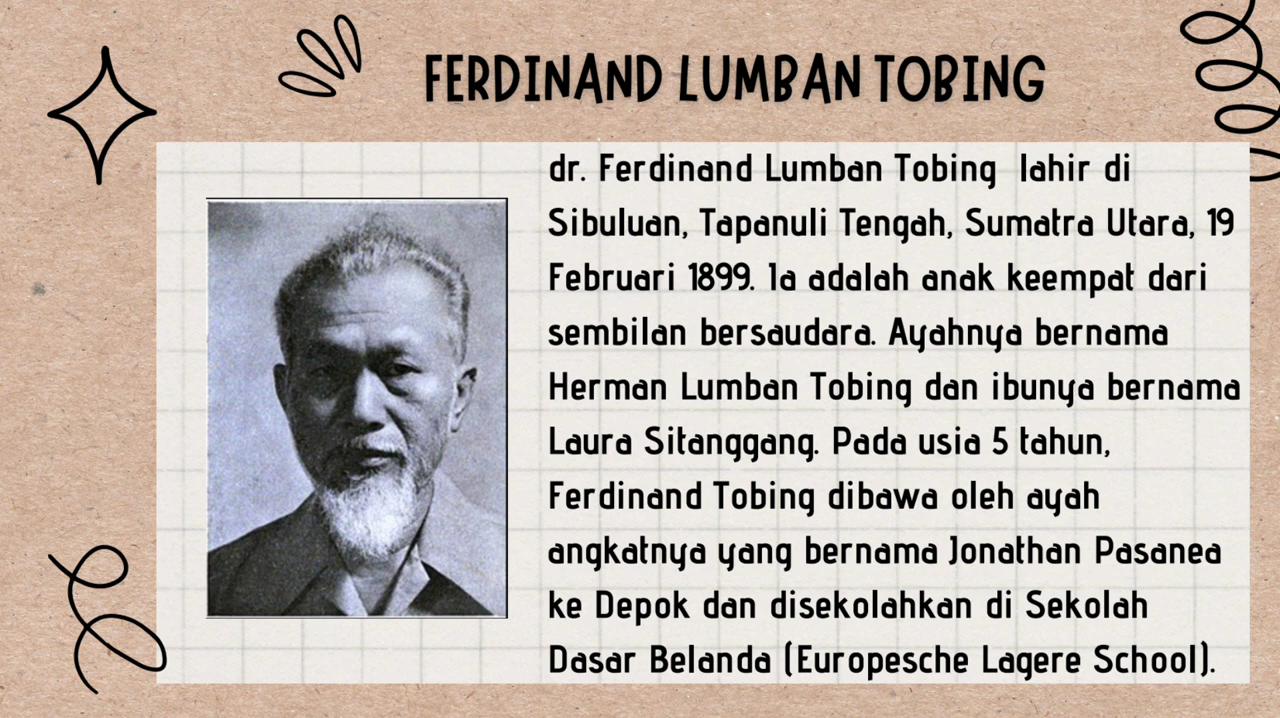 FERDINAND LUMBAN TOBING
dr. Ferdinand Lumban Tobing lahir di
Sibuluan, Tapanuli Tengah, Sumatra Utara, 19
Februari 1899. Ia adalah anak keempat dari
sembilan bersaudara. Ayahnya bernama
Herman Lumban Tobing dan ibunya bernama
Laura Sitanggang. Pada usia 5 tahun,
Ferdinand Tobing dibawa oleh ayah
angkatnya yang bernama Jonathan Pasanea
ke Depok dan disekolahkan di Sekolah
Dasar Belanda (Europesche Lagere School).